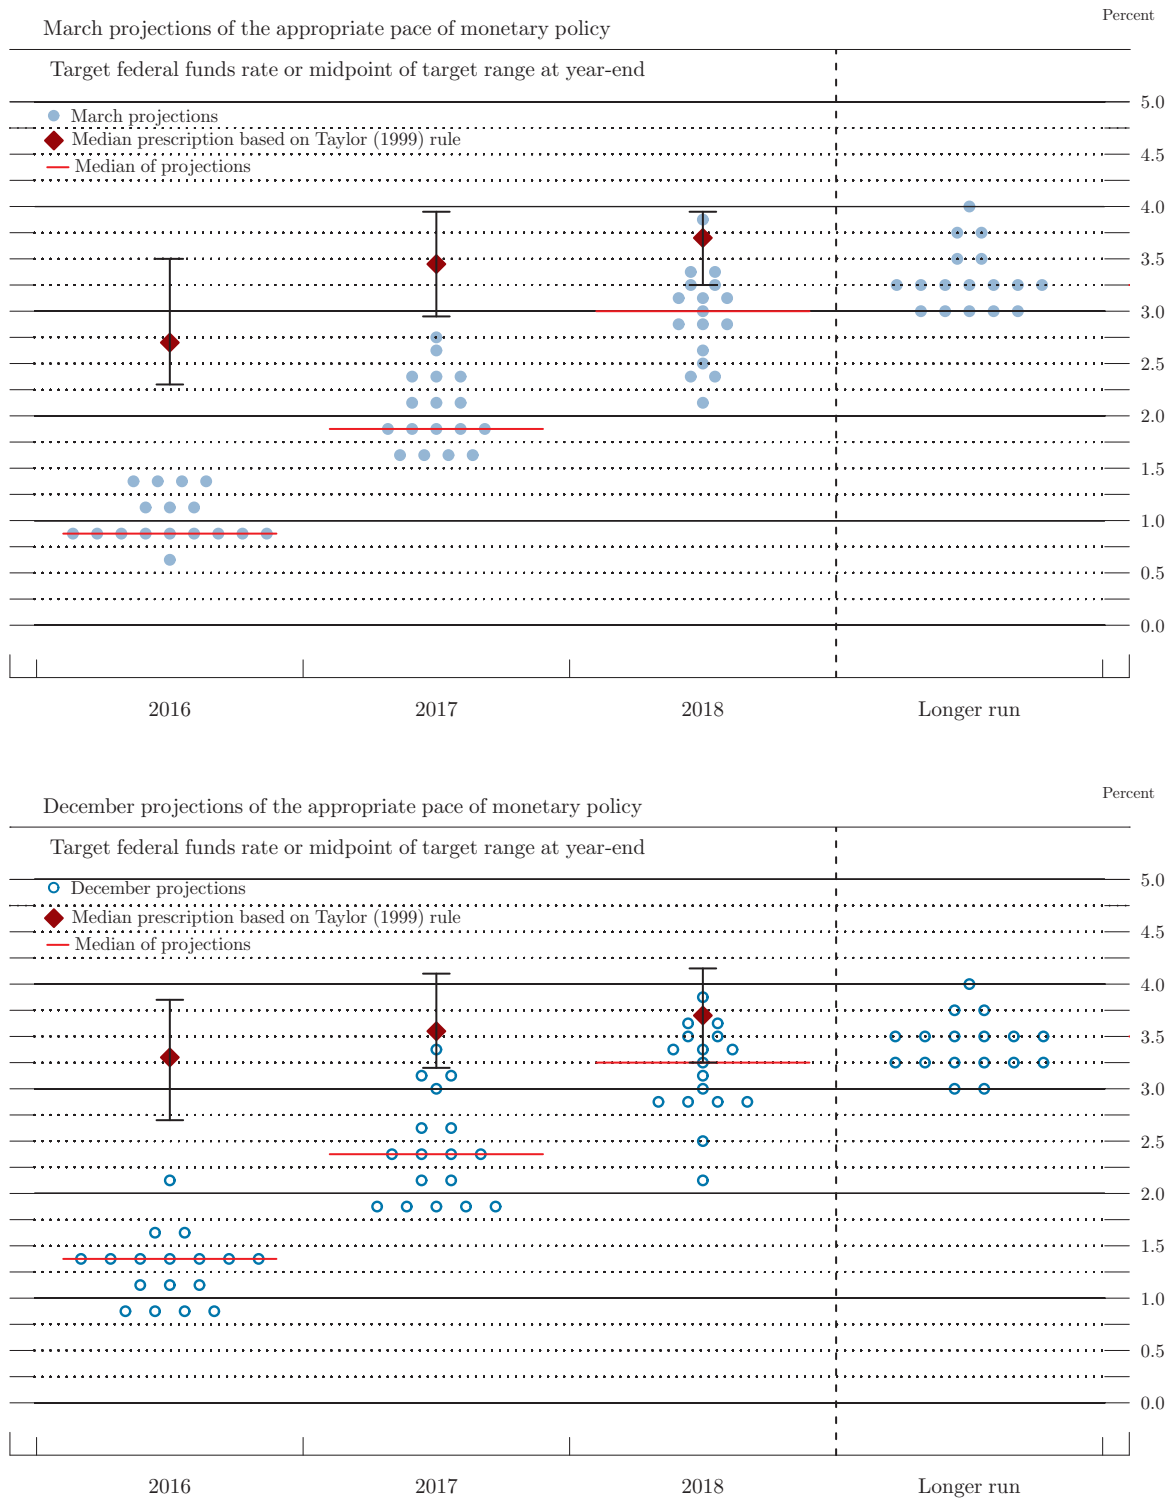 Percent
March projections of the appropriate pace of monetary policy
Target federal funds rate or midpoint of target range at year-end
5.0
March projections
Median prescription based on Taylor (1999) rule
4.5
Median of projections
4.0
3.5
3.0
2.5
2.0
1.5
1.0
0.5
0.0
2016 2017 2018 Longer run
Percent
December projections of the appropriate pace of monetary policy
Target federal funds rate or midpoint of target range at year-end
5.0
December projections
Median prescription based on Taylor (1999) rule
4.5
Median of projections
4.0
3.5
3.0
2.5
2.0
1.5
1.0
0.5
0.0
2016 2017 2018 Longer run